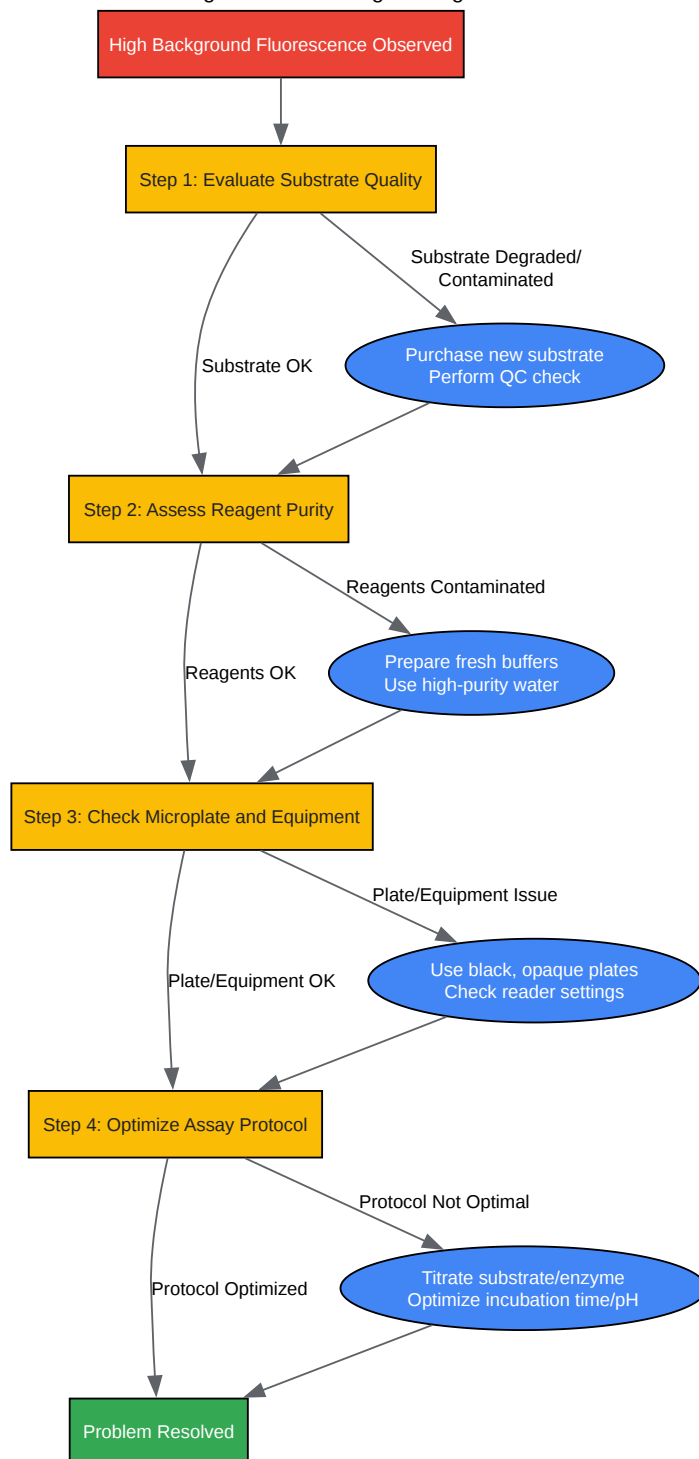 High Background Fluorescence Observed
Step 1: Evaluate Substrate Quality
Substrate Degraded/
Contaminated
Substrate OK
Purchase new substrate
Perform QC check
Step 2: Assess Reagent Purity
Reagents Contaminated
Reagents OK
Prepare fresh buffers
Use high-purity water
Step 3: Check Microplate and Equipment
Plate/Equipment Issue
Plate/Equipment OK
Use black, opaque plates
Check reader settings
Step 4: Optimize Assay Protocol
Protocol Not Optimal
Protocol Optimized
Titrate substrate/enzyme
Optimize incubation time/pH
Problem Resolved